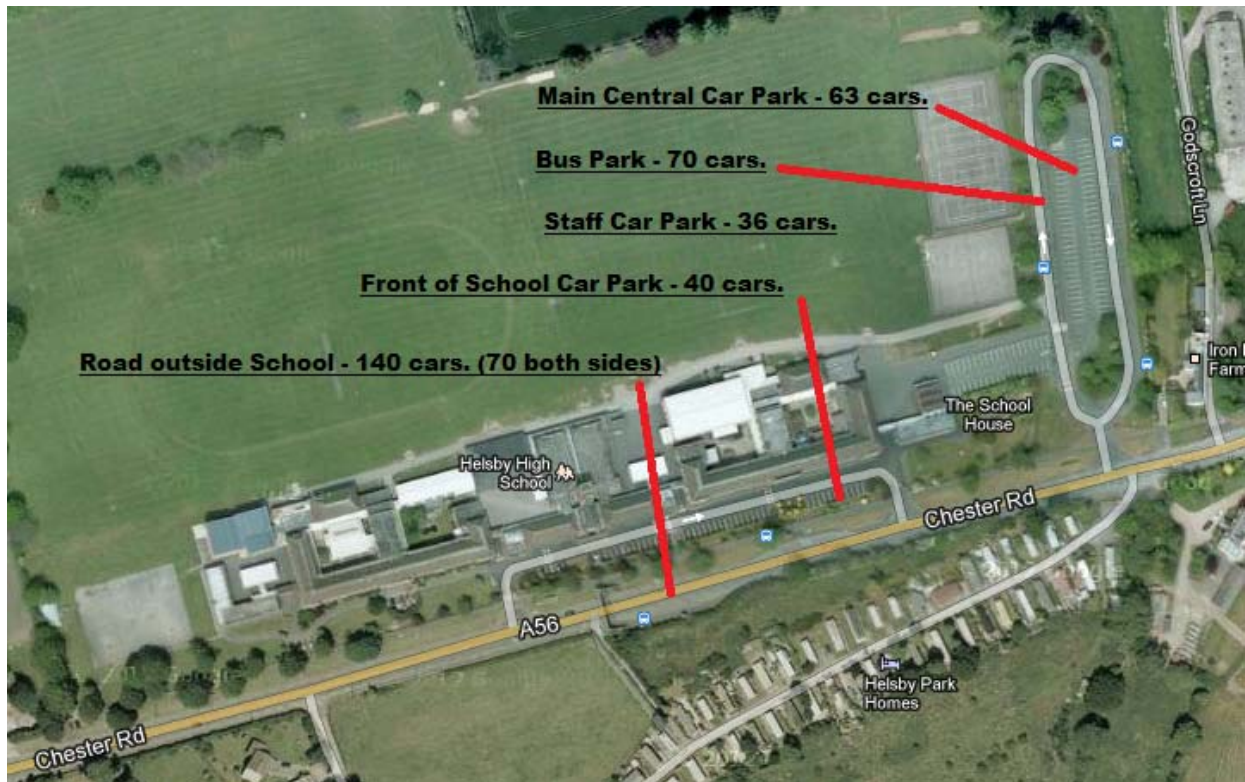 Main Central Car Park - 63 cars.
Bus Park - 70 cars.
Staff Car Park - 36 cars.
Front of School Car Park - 40 cars.
Road outside School - 140 cars. (70 both sides)
Godscroft Ln
Iron
Farm
The School
House
Helsby High
School
Chester Rd
A56
Helsby Park
Homes
Chester Rd